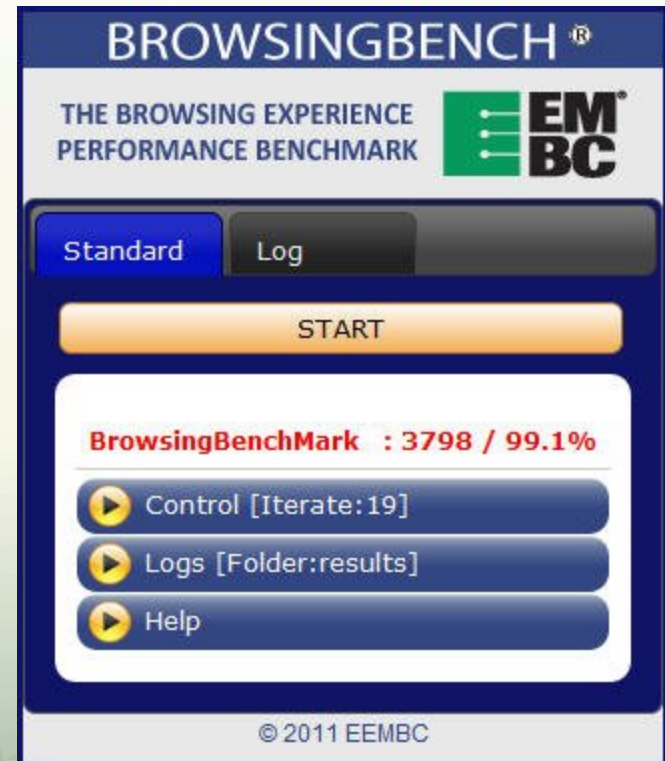 BROWSINGBENCH ®
THE BROWSING EXPERIENCE
PERFORMANCE BENCHMARK
EM®
BC
Standard
Log
START
BrowsingBenchMark : 3798 / 99.1%
Control [Iterate:19]
Logs [Folder:results]
Help
© 2011 EEMBC